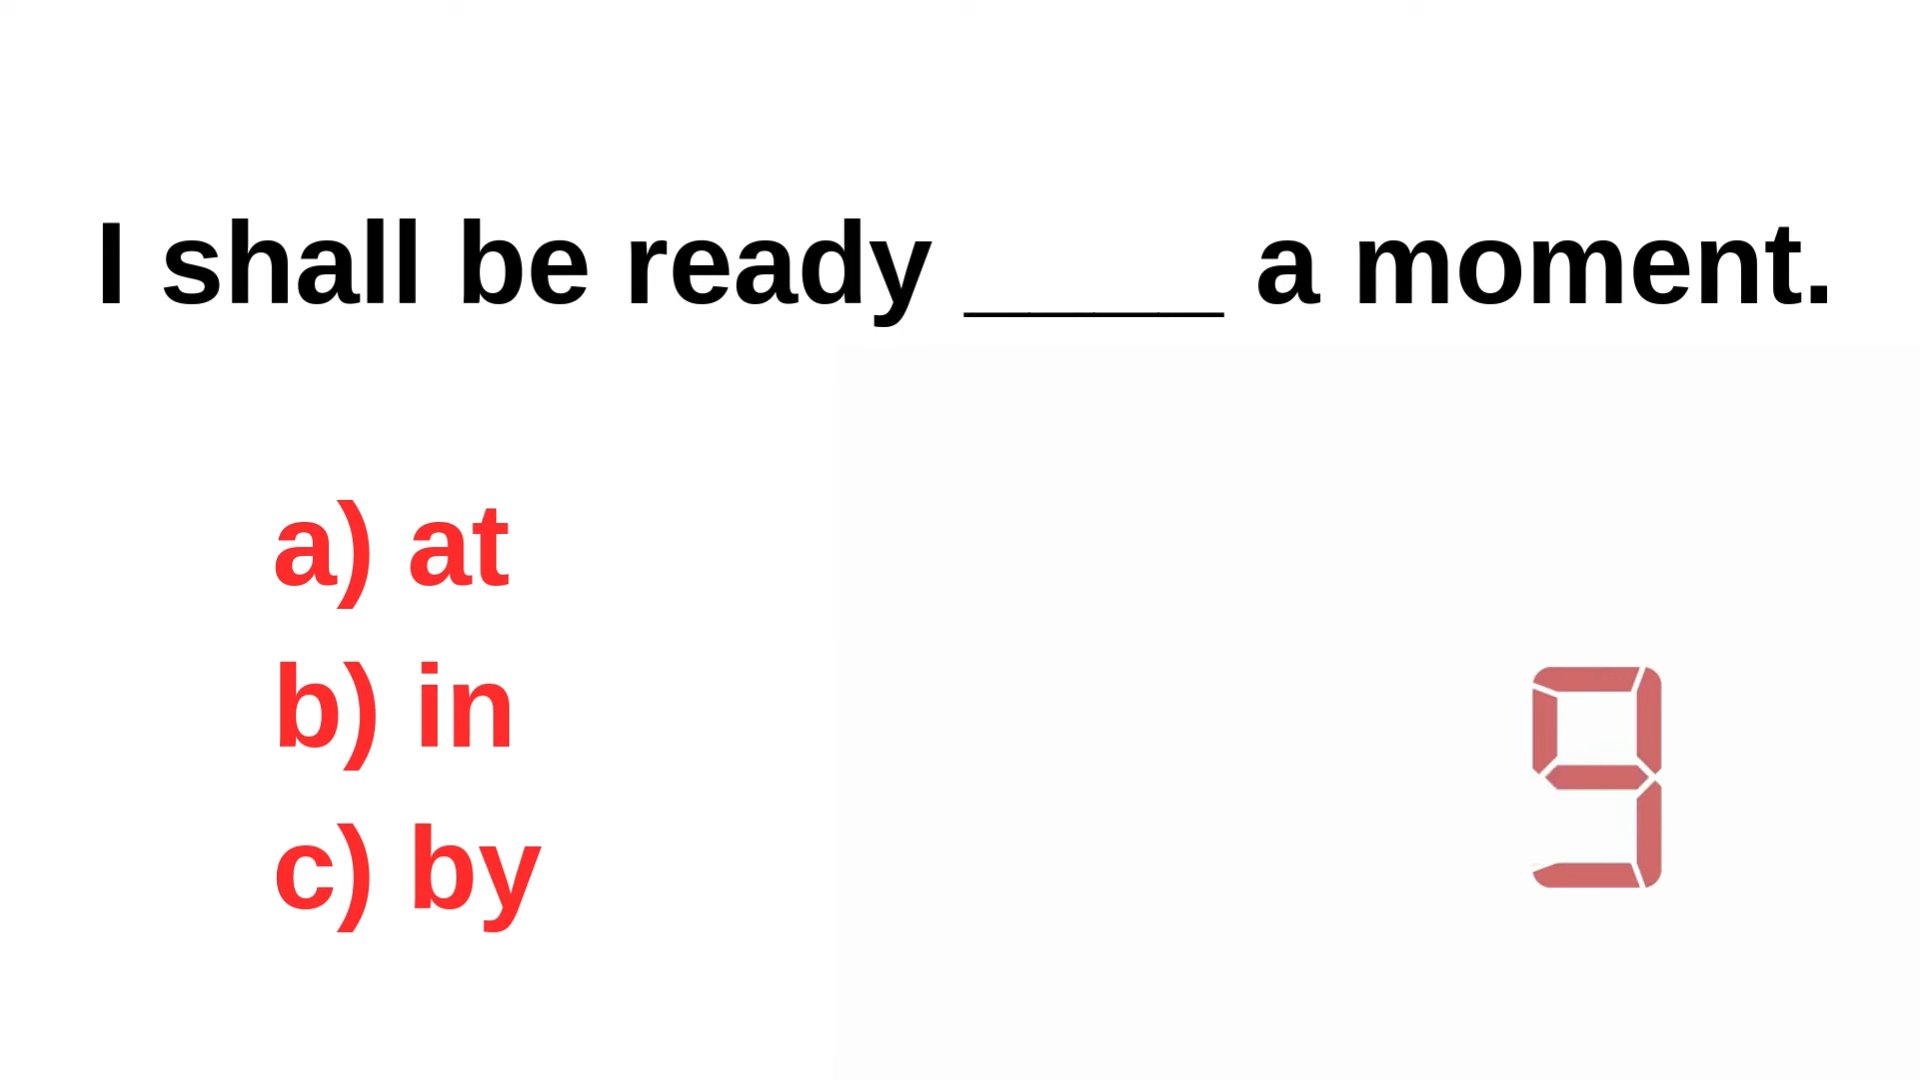 I shall be ready _____ a moment.
a) at
b) in
c) by
9